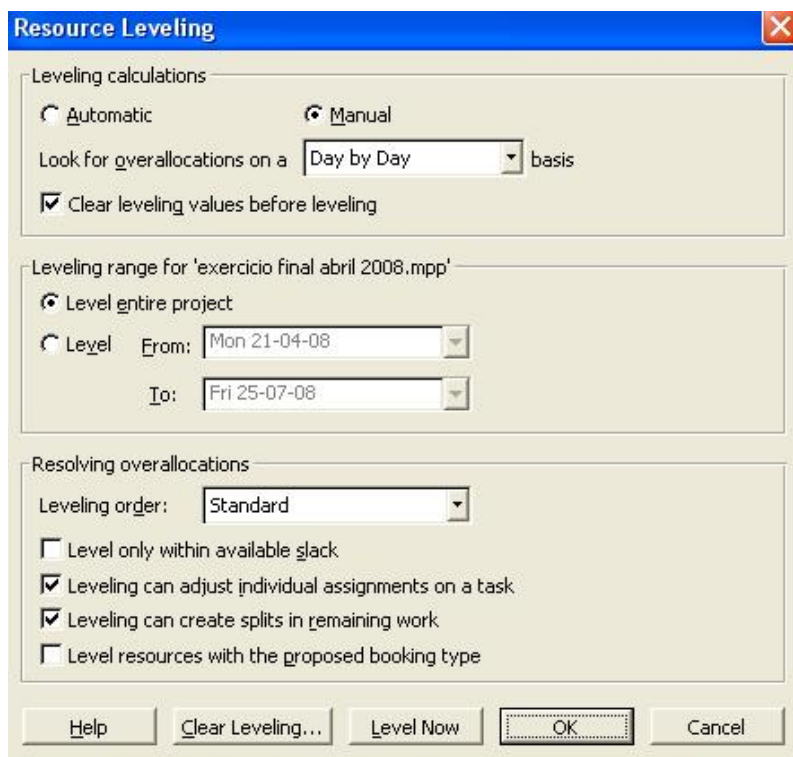 Resource Leveling
Leveling calculations
Automatic Manual
Look for overallocations on a Day by Day basis
Clear leveling values before leveling
Leveling range for 'exercicio final abril 2008.mpp'
Level entire project
Level From: Mon 21-04-08
To: Fri 25-07-08
Resolving overallocations
Leveling order: Standard
Level only within available slack
Leveling can adjust individual assignments on a task
Leveling can create splits in remaining work
Level resources with the proposed booking type
Help Clear Leveling... Level Now OK Cancel